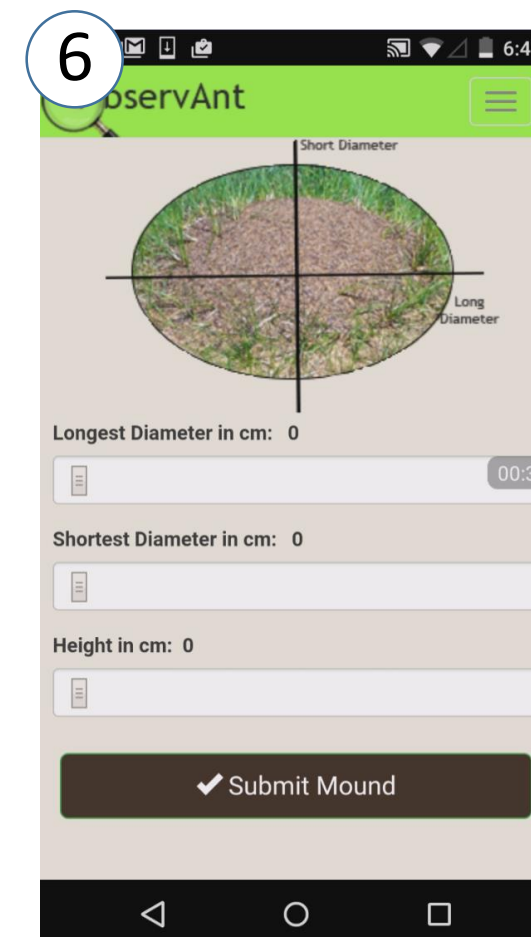 6
6:4
bservAnt
Short Diameter
Long
Diameter
Longest Diameter in cm: 0
00:3
Shortest Diameter in cm: 0
Height in cm: 0
✔ Submit Mound